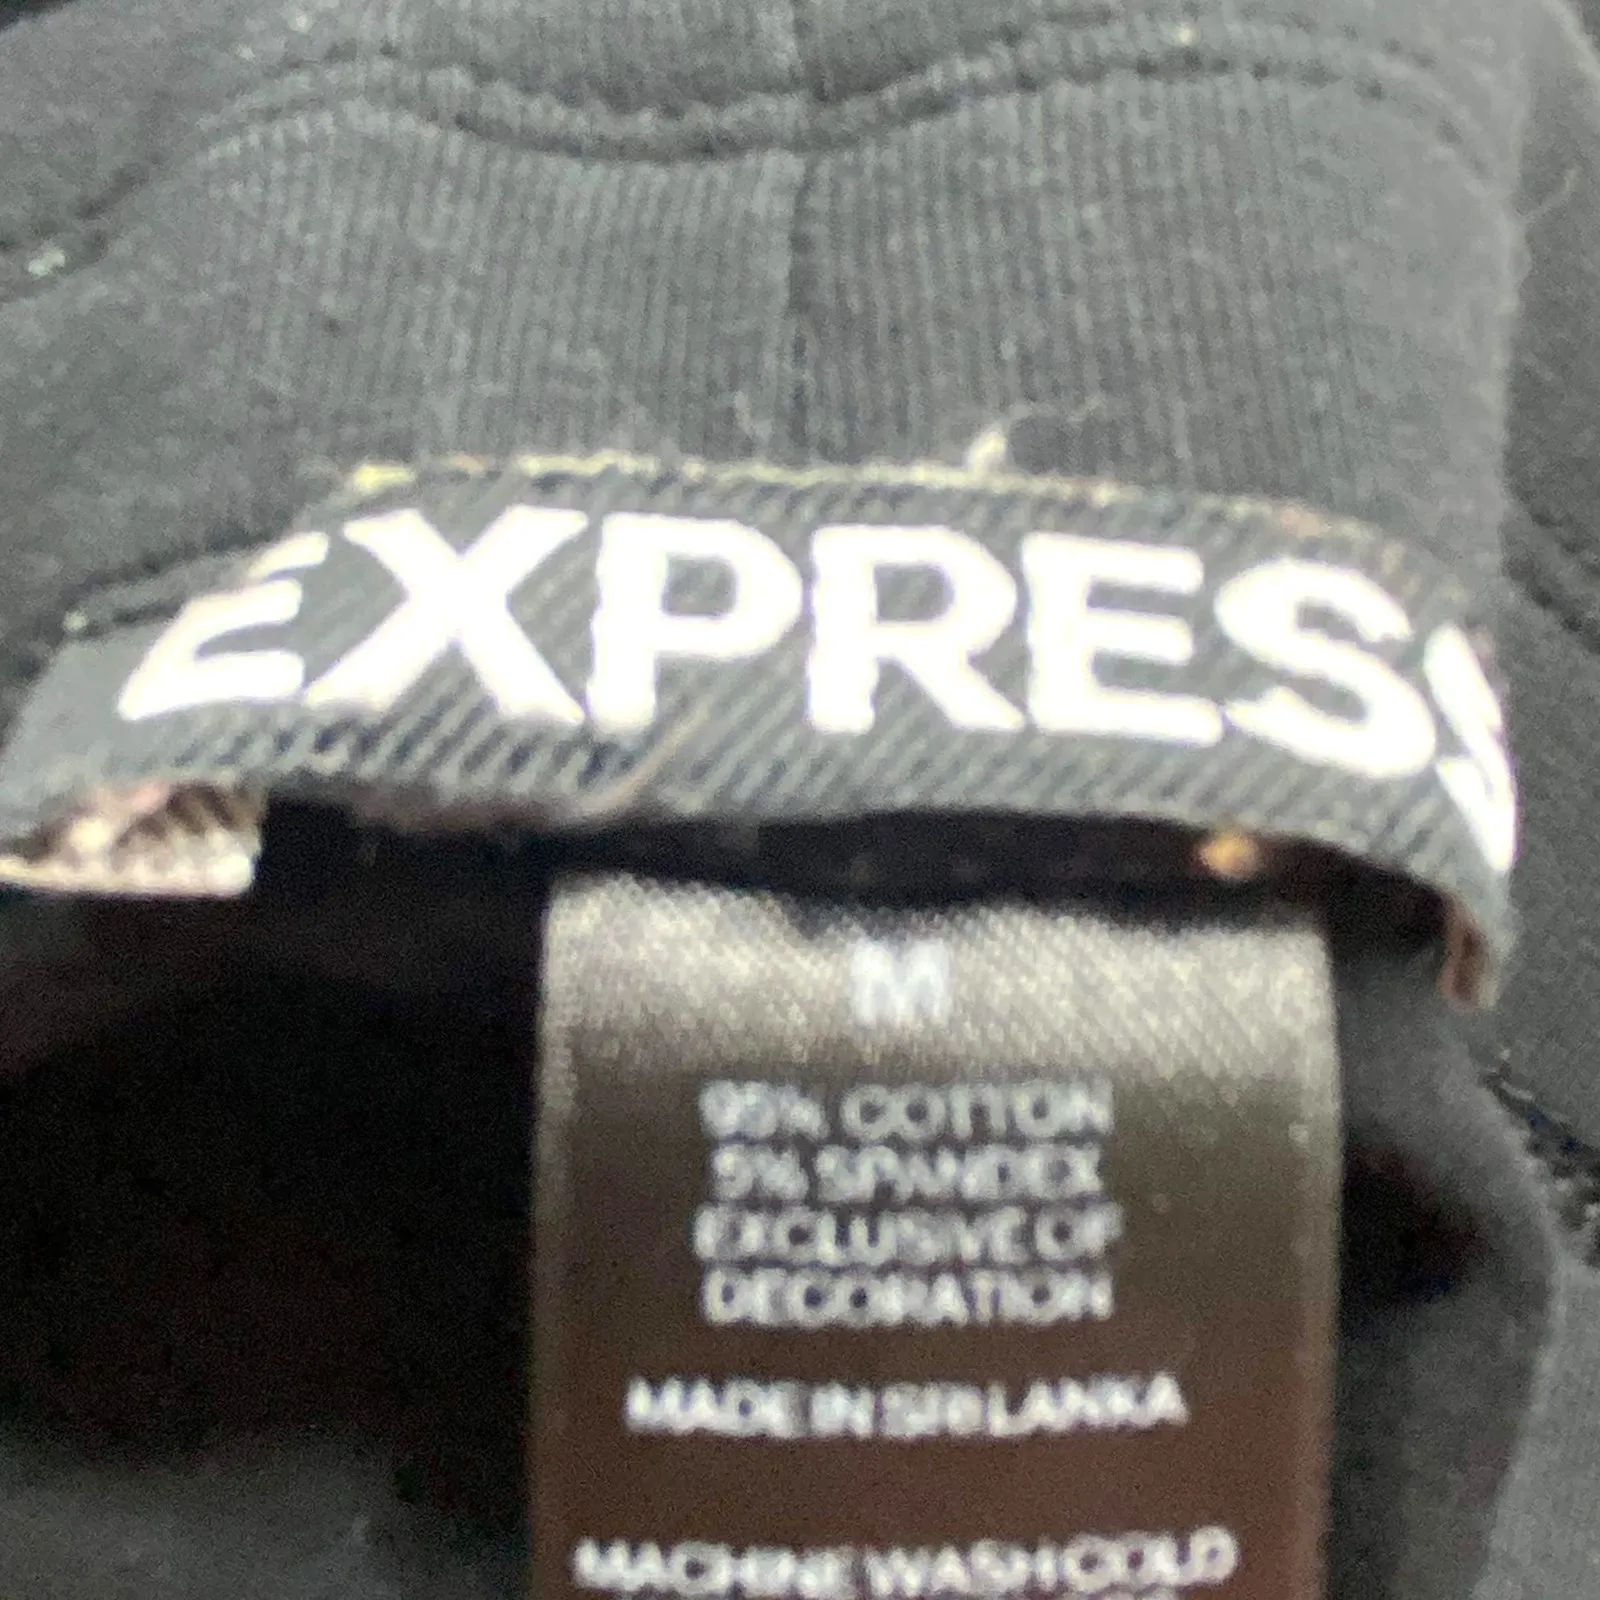 EXPRESS
M
95% COTTON
5% SPANDEX
EXCLUSIVE OF
DECORATION
MADE IN SRI LANKA
MACHINE WASH COLD